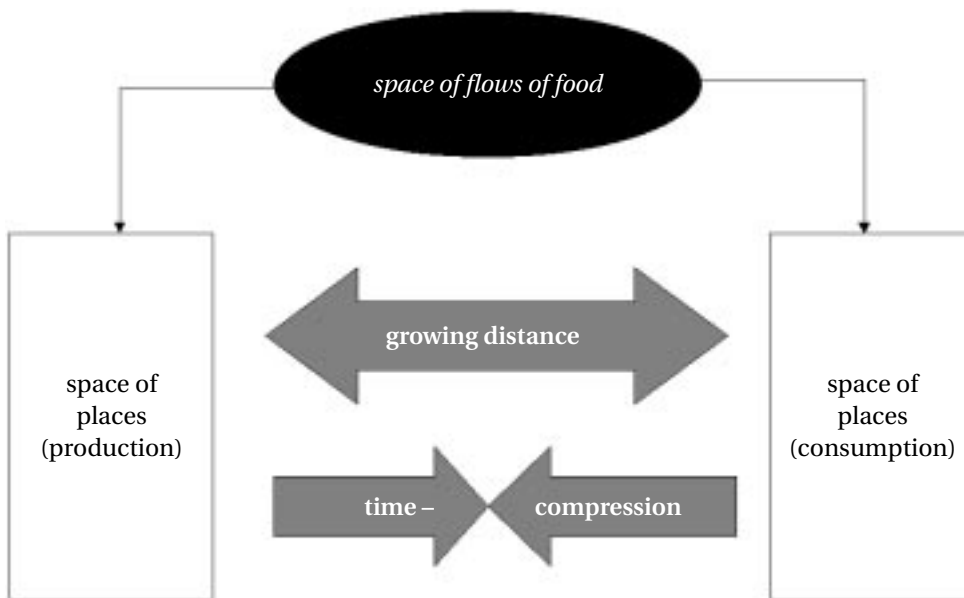 space of flows of food
growing distance
space of
places
(production)
space of
places
(consumption)
time – compression